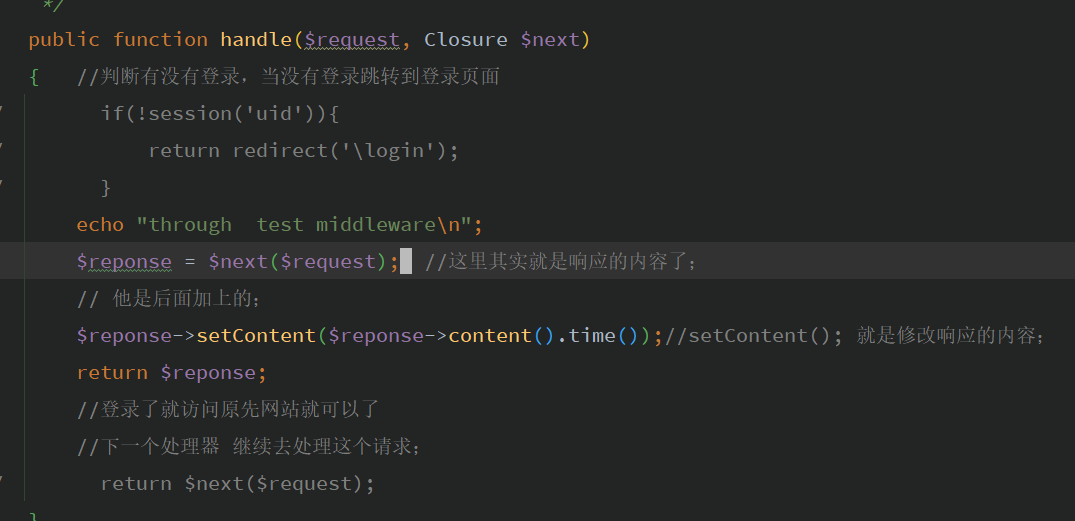 */
public function handle($request, Closure $next)
{   //判断有没有登录，当没有登录跳转到登录页面
if(!session('uid')){
return redirect('\login');
}
echo "through  test middleware\n";
$reponse = $next($request); //这里其实就是响应的内容了；
// 他是后面加上的；
$reponse->setContent($reponse->content().time());//setContent(); 就是修改响应的内容；
return $reponse;
//登录了就访问原先网站就可以了
//下一个处理器 继续去处理这个请求；
return $next($request);
}